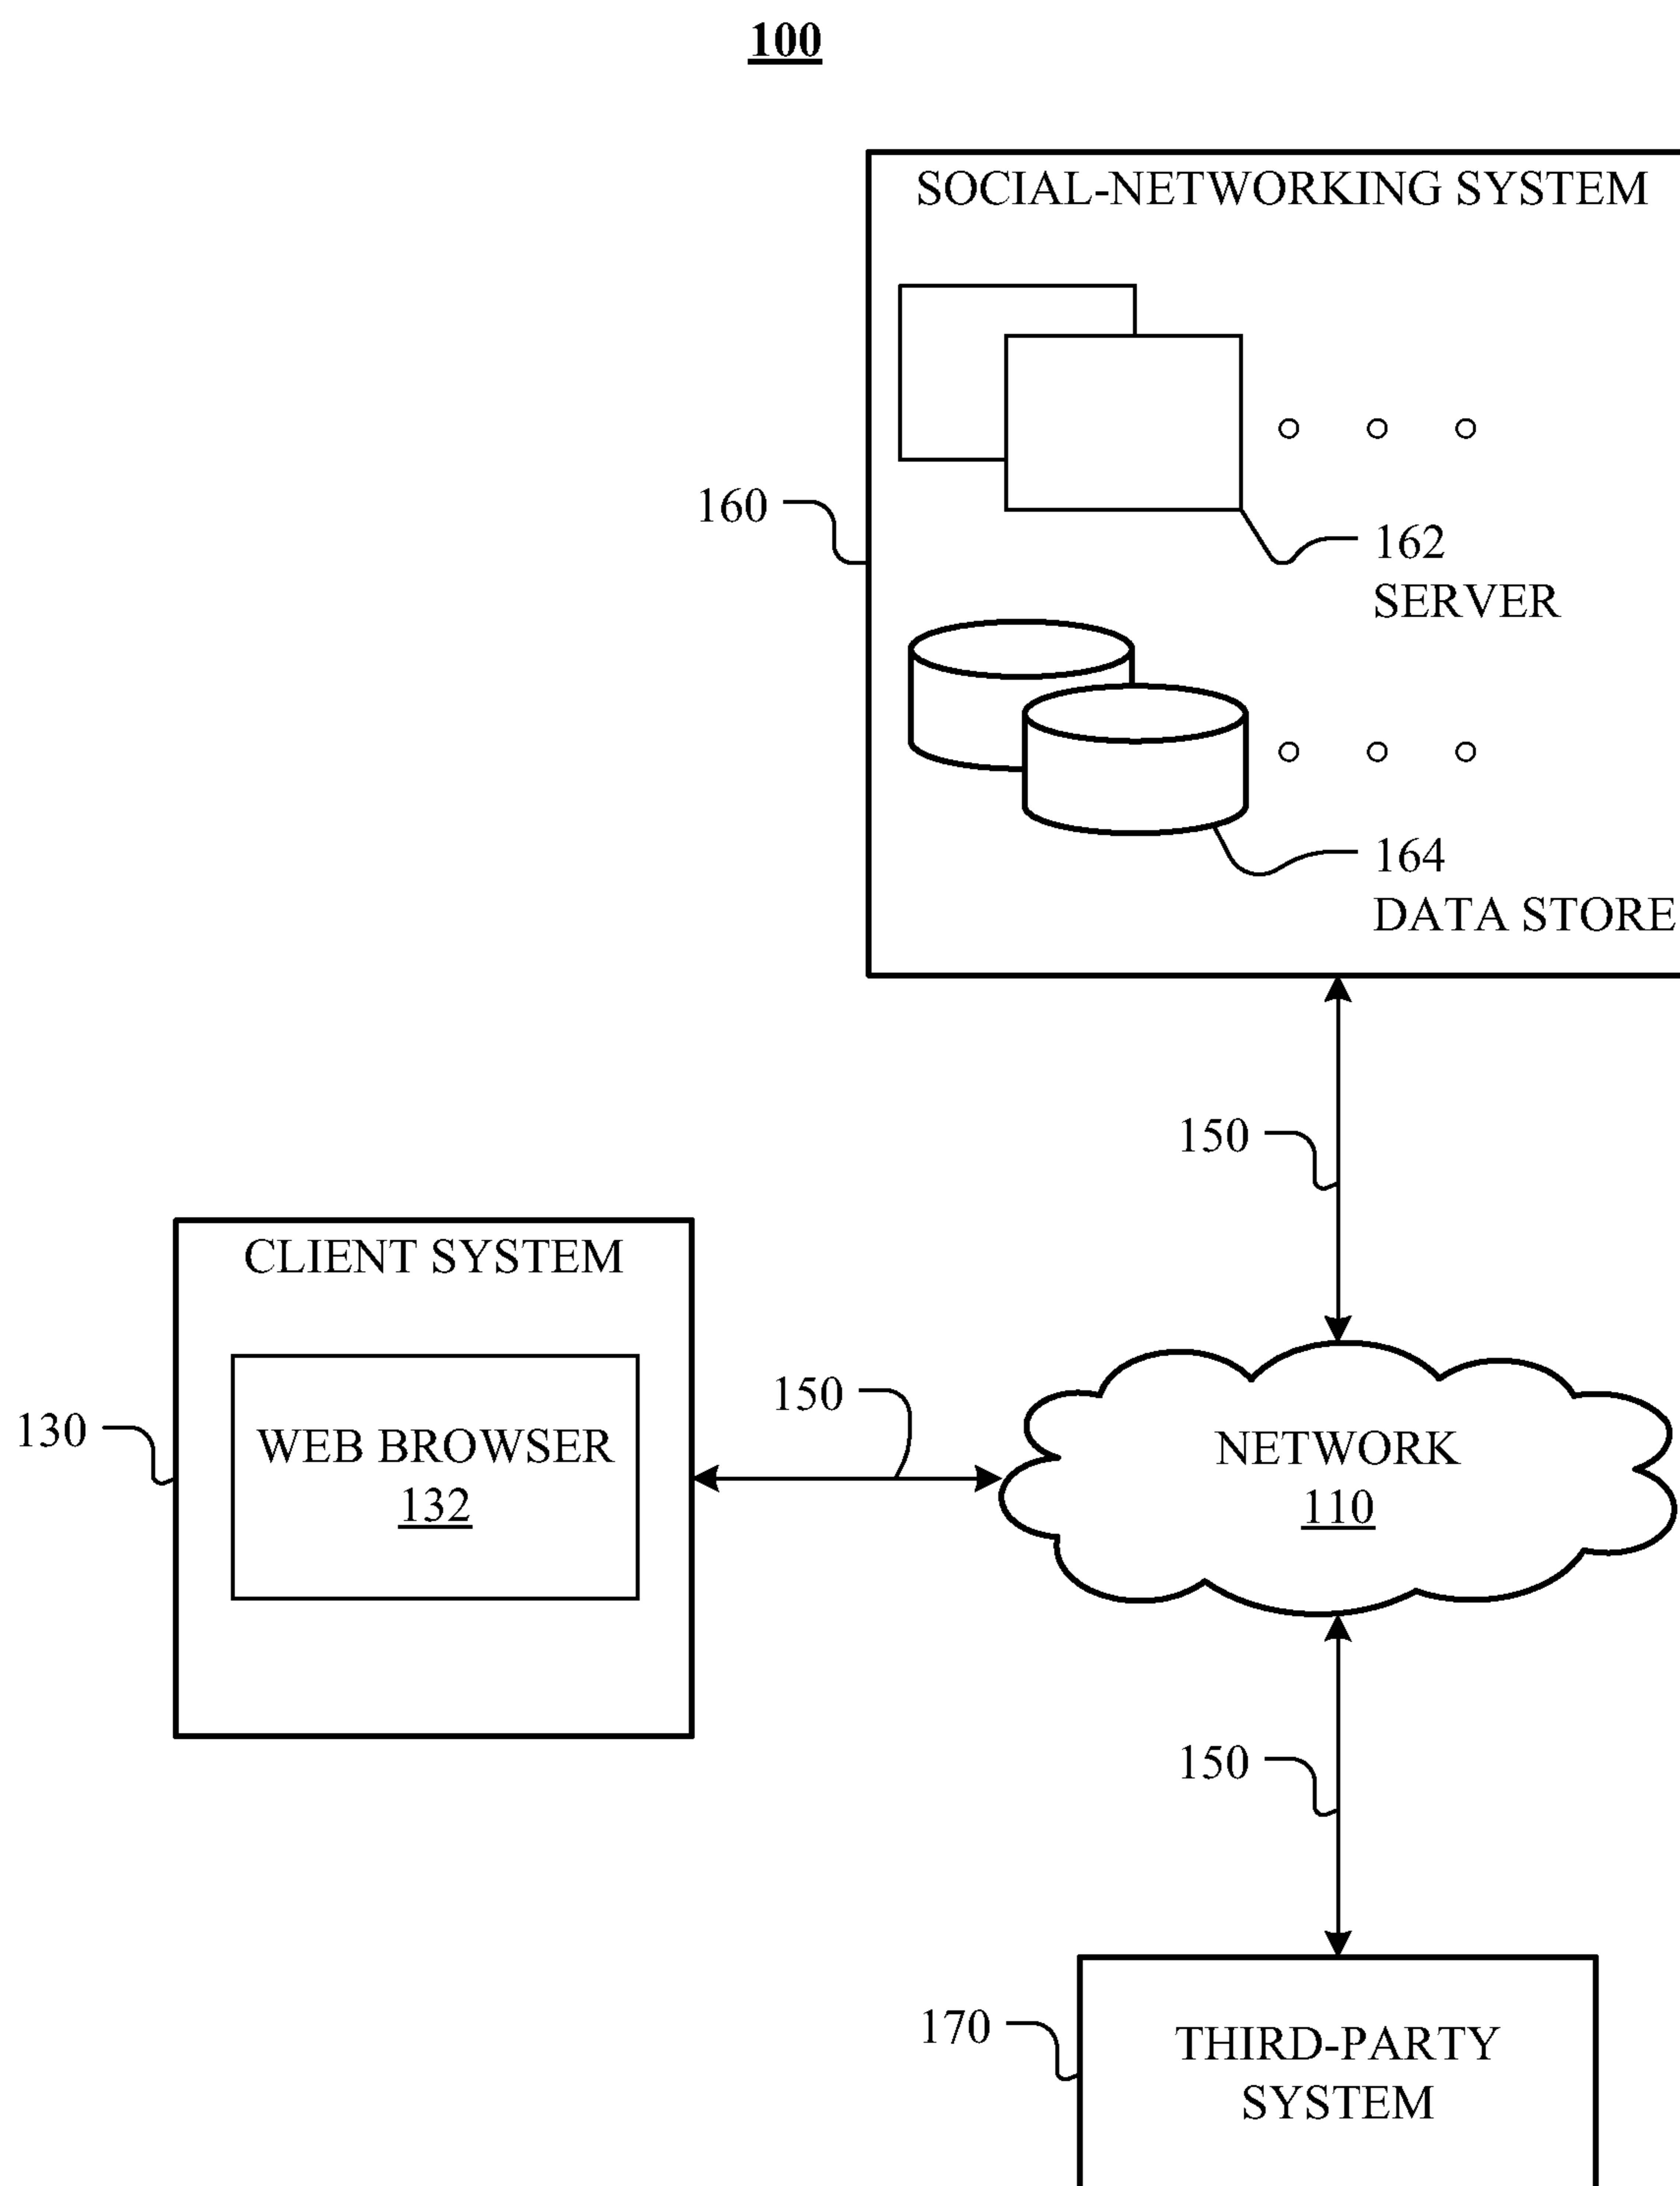 100
SOCIAL-NETWORKING SYSTEM
160
162
SERVER
164
DATA STORE
150
CLIENT SYSTEM
130
WEB BROWSER
132
150
NETWORK
110
150
170
THIRD-PARTY
SYSTEM